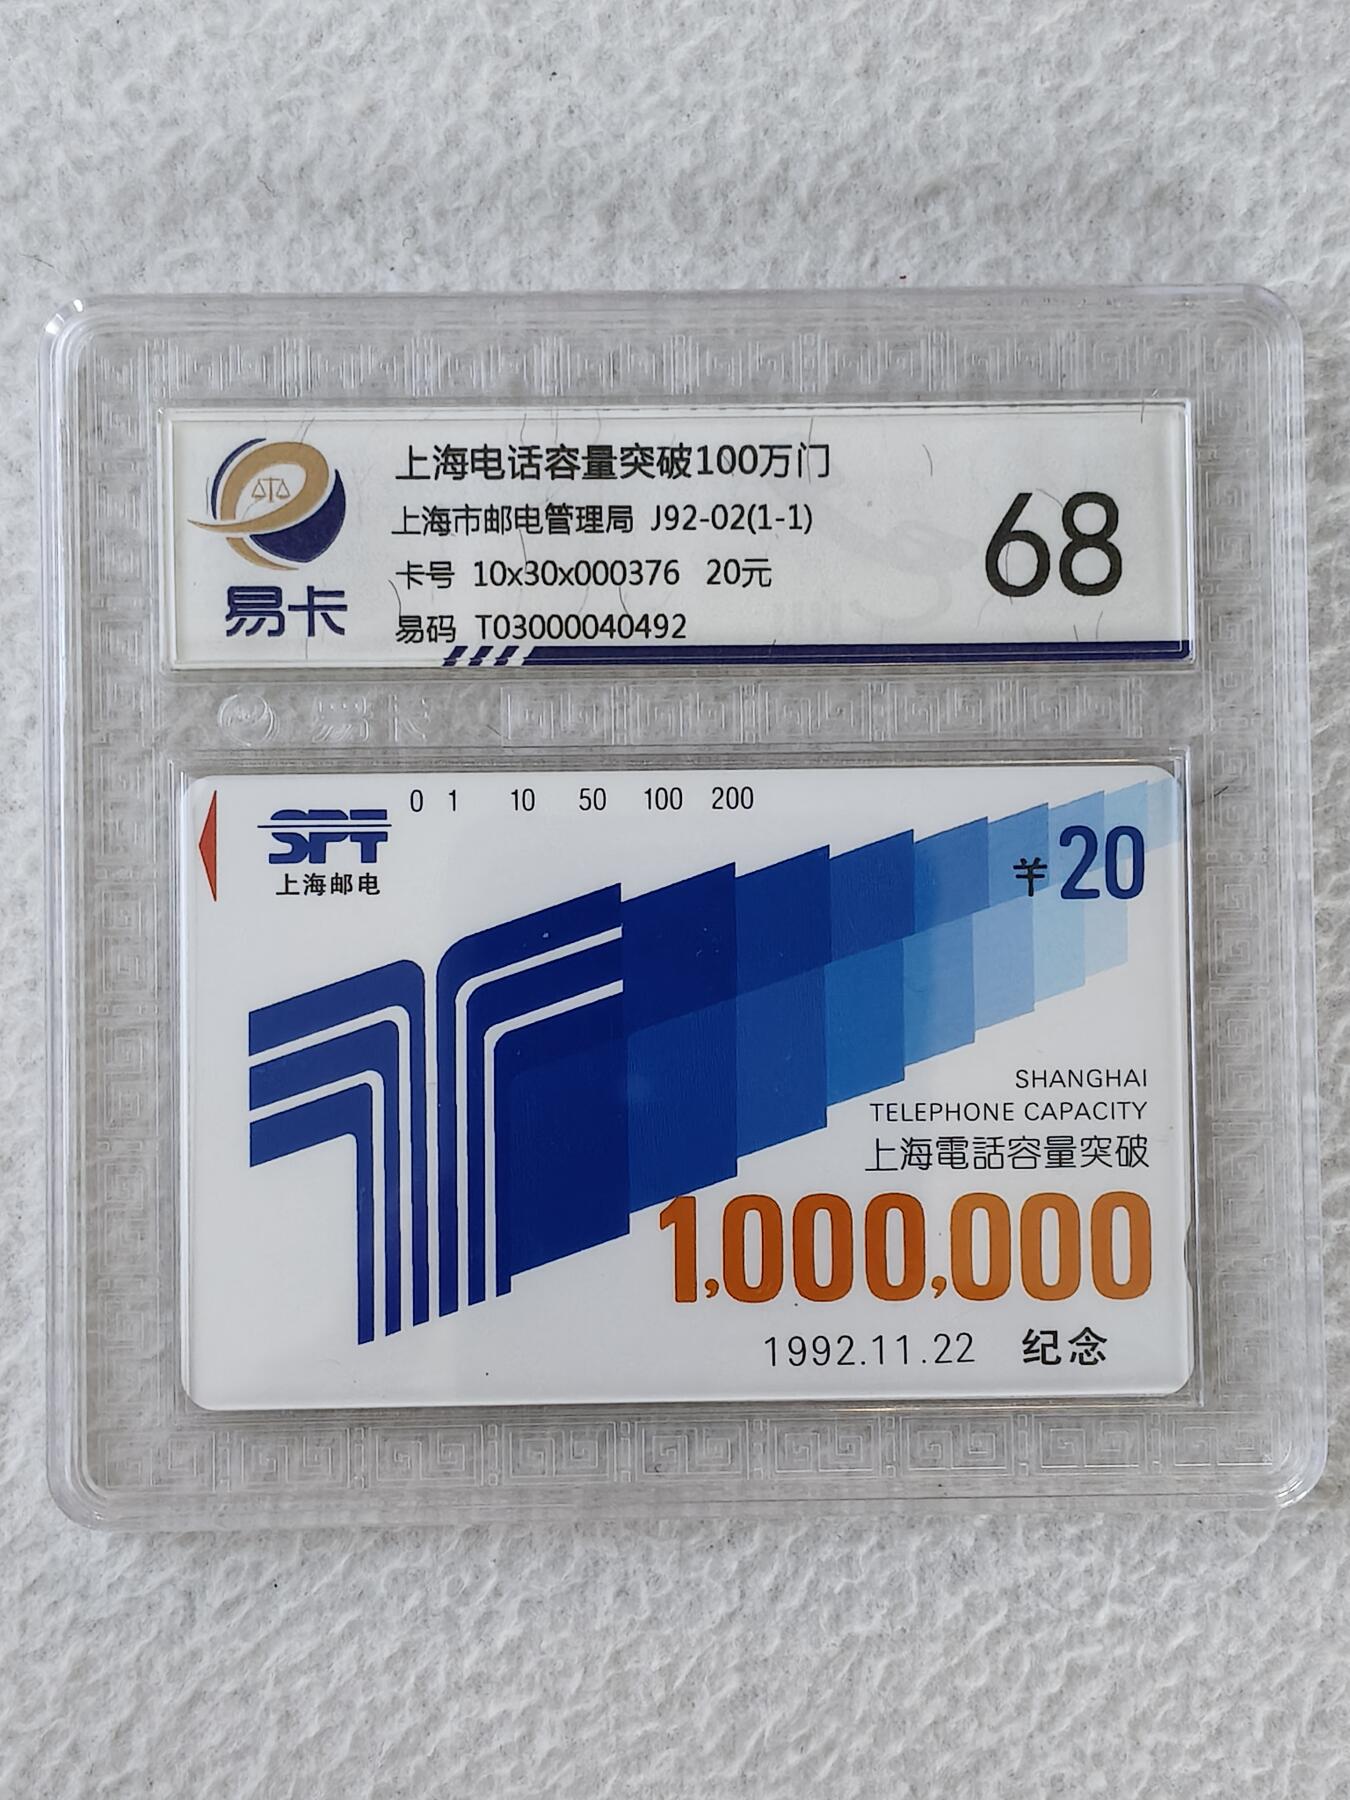 上海电话容量突破100万门
上海市邮电管理局 J92-02(1-1)
卡号 10x30x000376 20元
易码 T03000040492
68
易卡
易卡
SPT
上海邮电
0 1 10 50 100 200
¥20
SHANGHAI
TELEPHONE CAPACITY
上海電話容量突破
1,000,000
1992.11.22 纪念